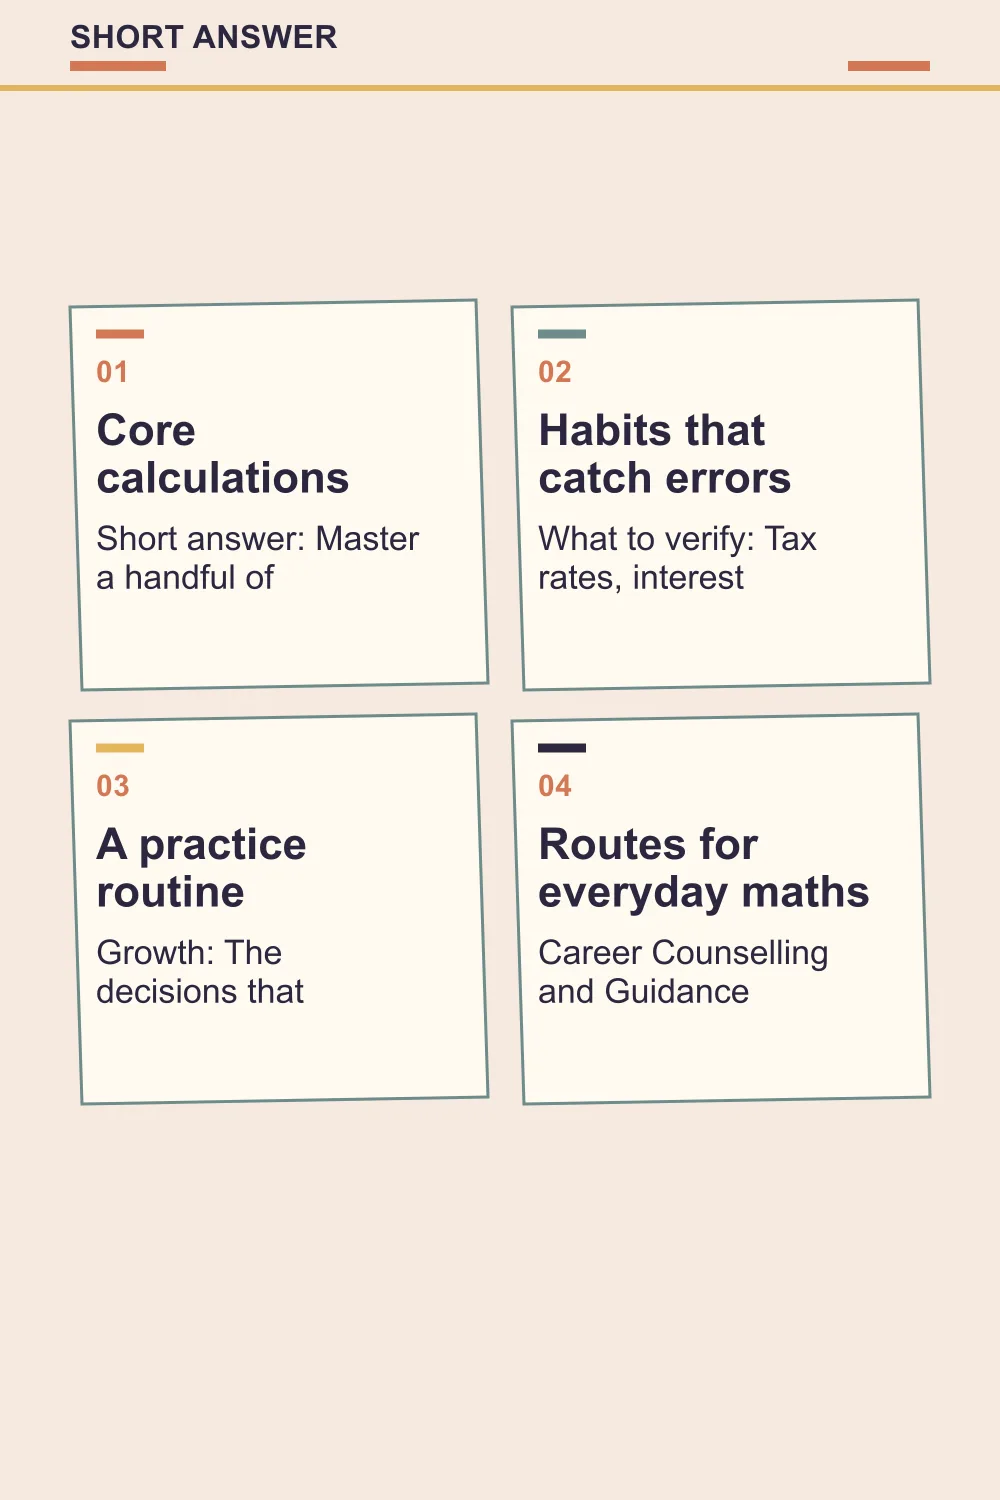 SHORT ANSWER
01
Core
calculations
Short answer: Master
a handful of
02
Habits that
catch errors
What to verify: Tax
rates, interest
03
A practice
routine
Growth: The
decisions that
04
Routes for
everyday maths
Career Counselling
and Guidance